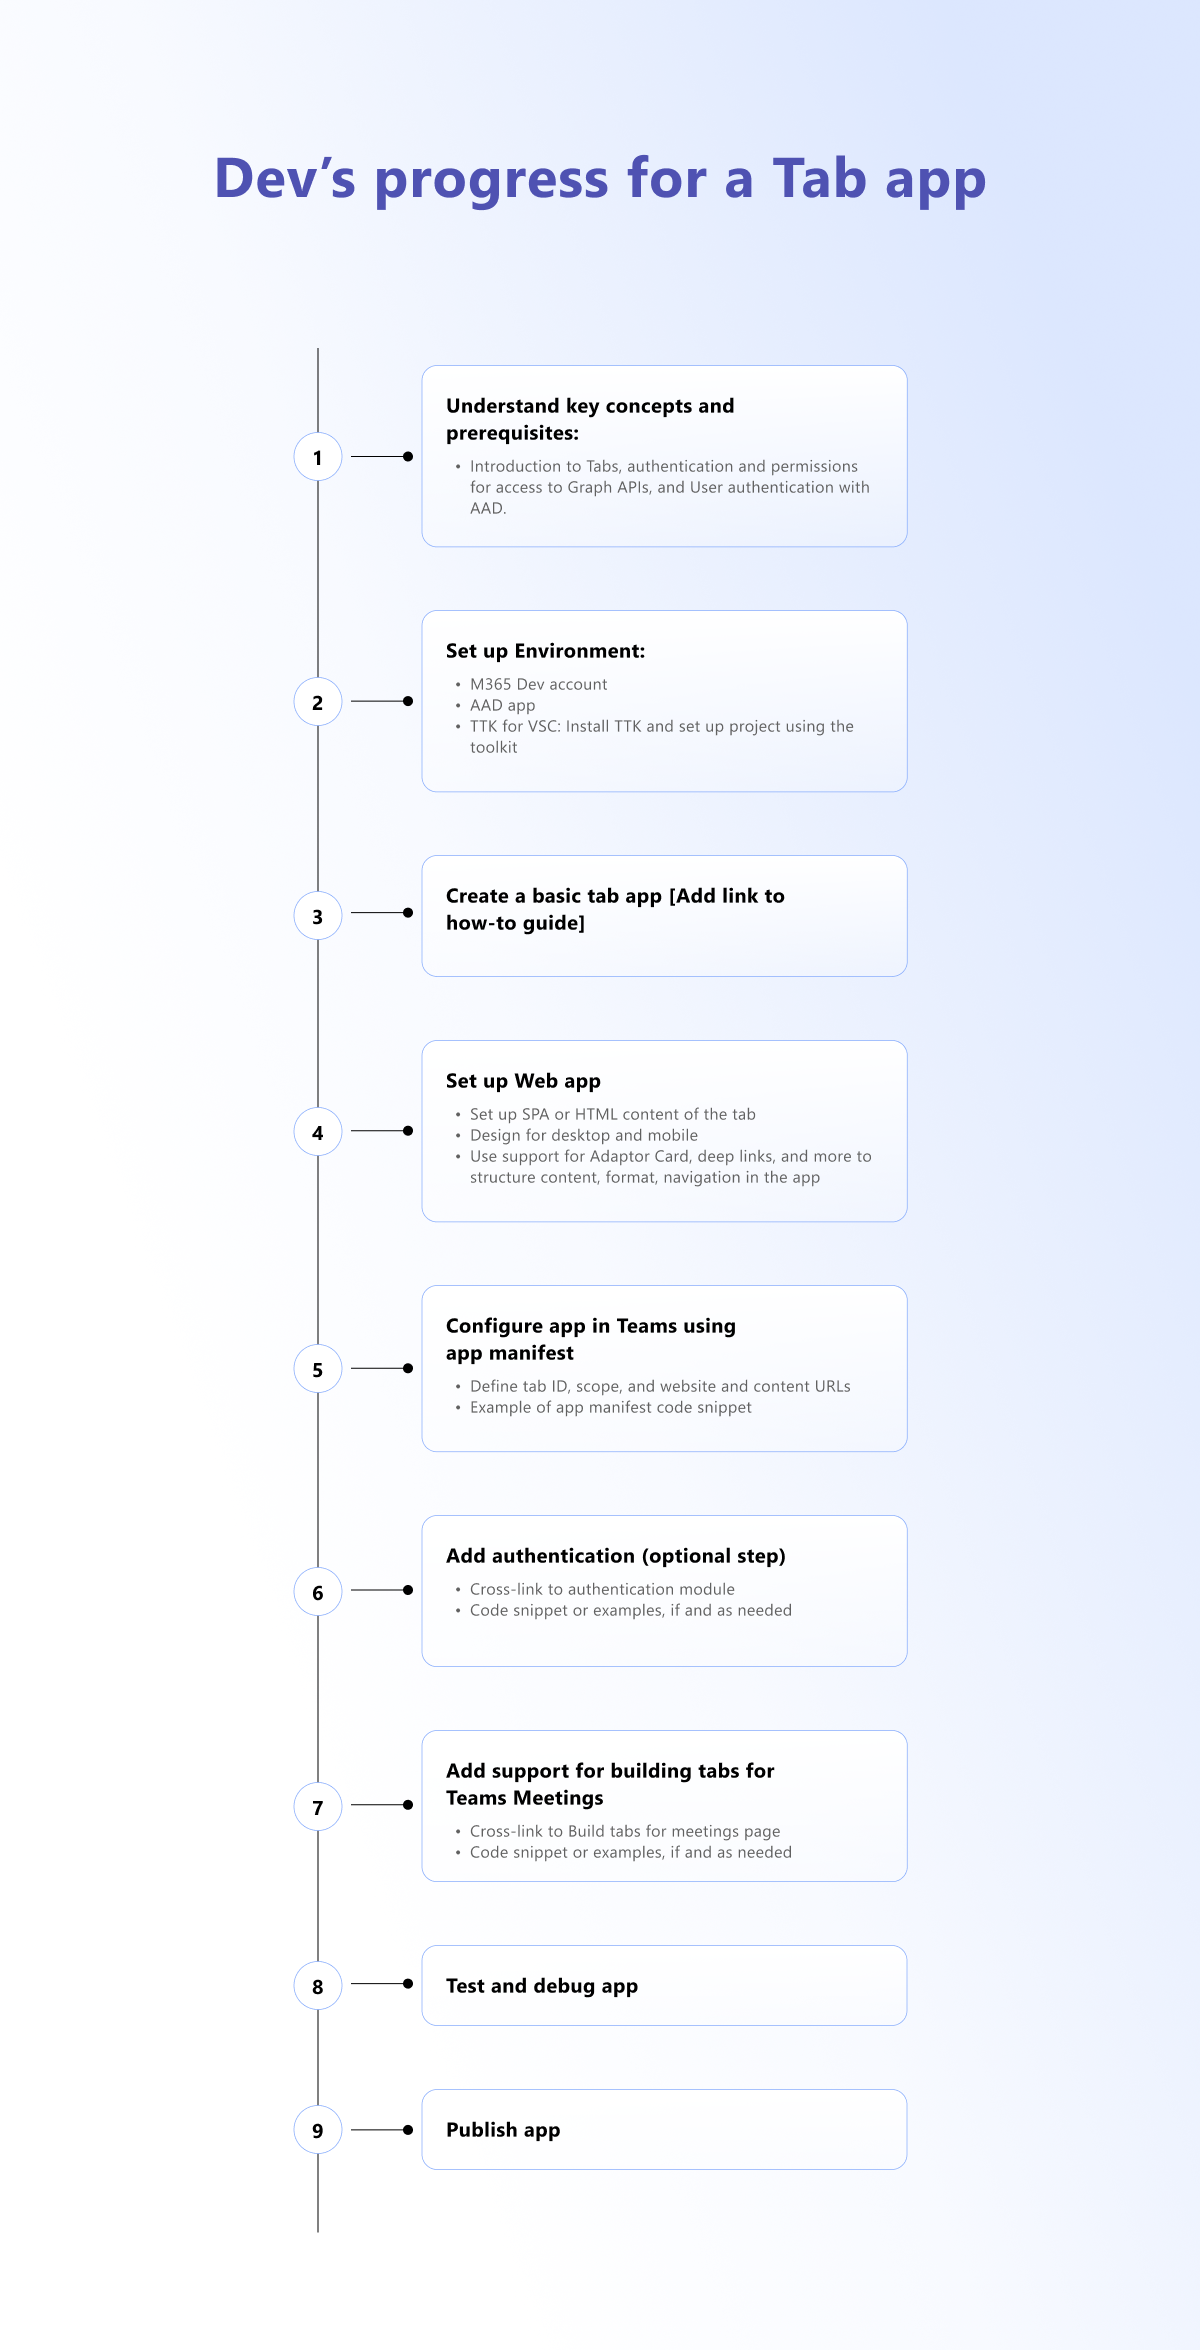 Dev’s progress for a Tab app
1
Understand key concepts and
prerequisites:
• Introduction to Tabs, authentication and permissions
for access to Graph APIs, and User authentication with
AAD.
2
Set up Environment:
• M365 Dev account
• AAD app
• TTK for VSC: Install TTK and set up project using the
toolkit
3
Create a basic tab app [Add link to
how-to guide]
4
Set up Web app
• Set up SPA or HTML content of the tab
• Design for desktop and mobile
• Use support for Adaptor Card, deep links, and more to
structure content, format, navigation in the app
5
Configure app in Teams using
app manifest
• Define tab ID, scope, and website and content URLs
• Example of app manifest code snippet
6
Add authentication (optional step)
• Cross-link to authentication module
• Code snippet or examples, if and as needed
7
Add support for building tabs for
Teams Meetings
• Cross-link to Build tabs for meetings page
• Code snippet or examples, if and as needed
8
Test and debug app
9
Publish app